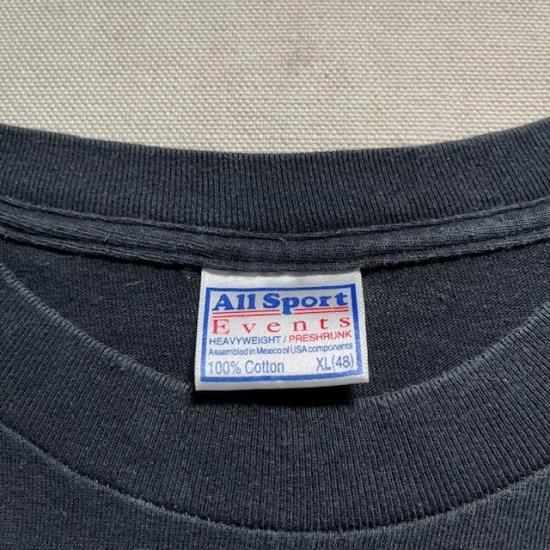 All Sport
Events
HEAVYWEIGHT / PRESHRUNK
Assembled in Mexico of USA components
100% Cotton XL(48)